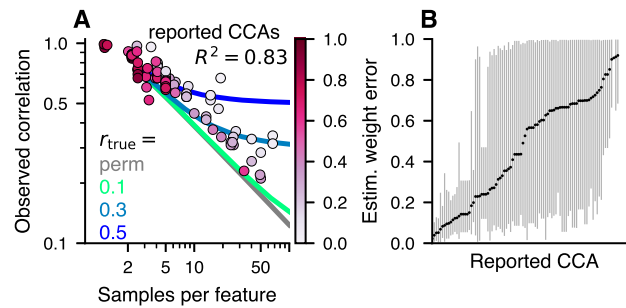 A
reported CCAs
R² = 0.83
Observed correlation
1.0
0.5
0.1
r_true =
perm
0.1
0.3
0.5
2
5
10
50
Samples per feature
1.0
0.8
0.6
0.4
0.2
0.0
B
Estim. weight error
1.0
0.8
0.6
0.4
0.2
0.0
Reported CCA